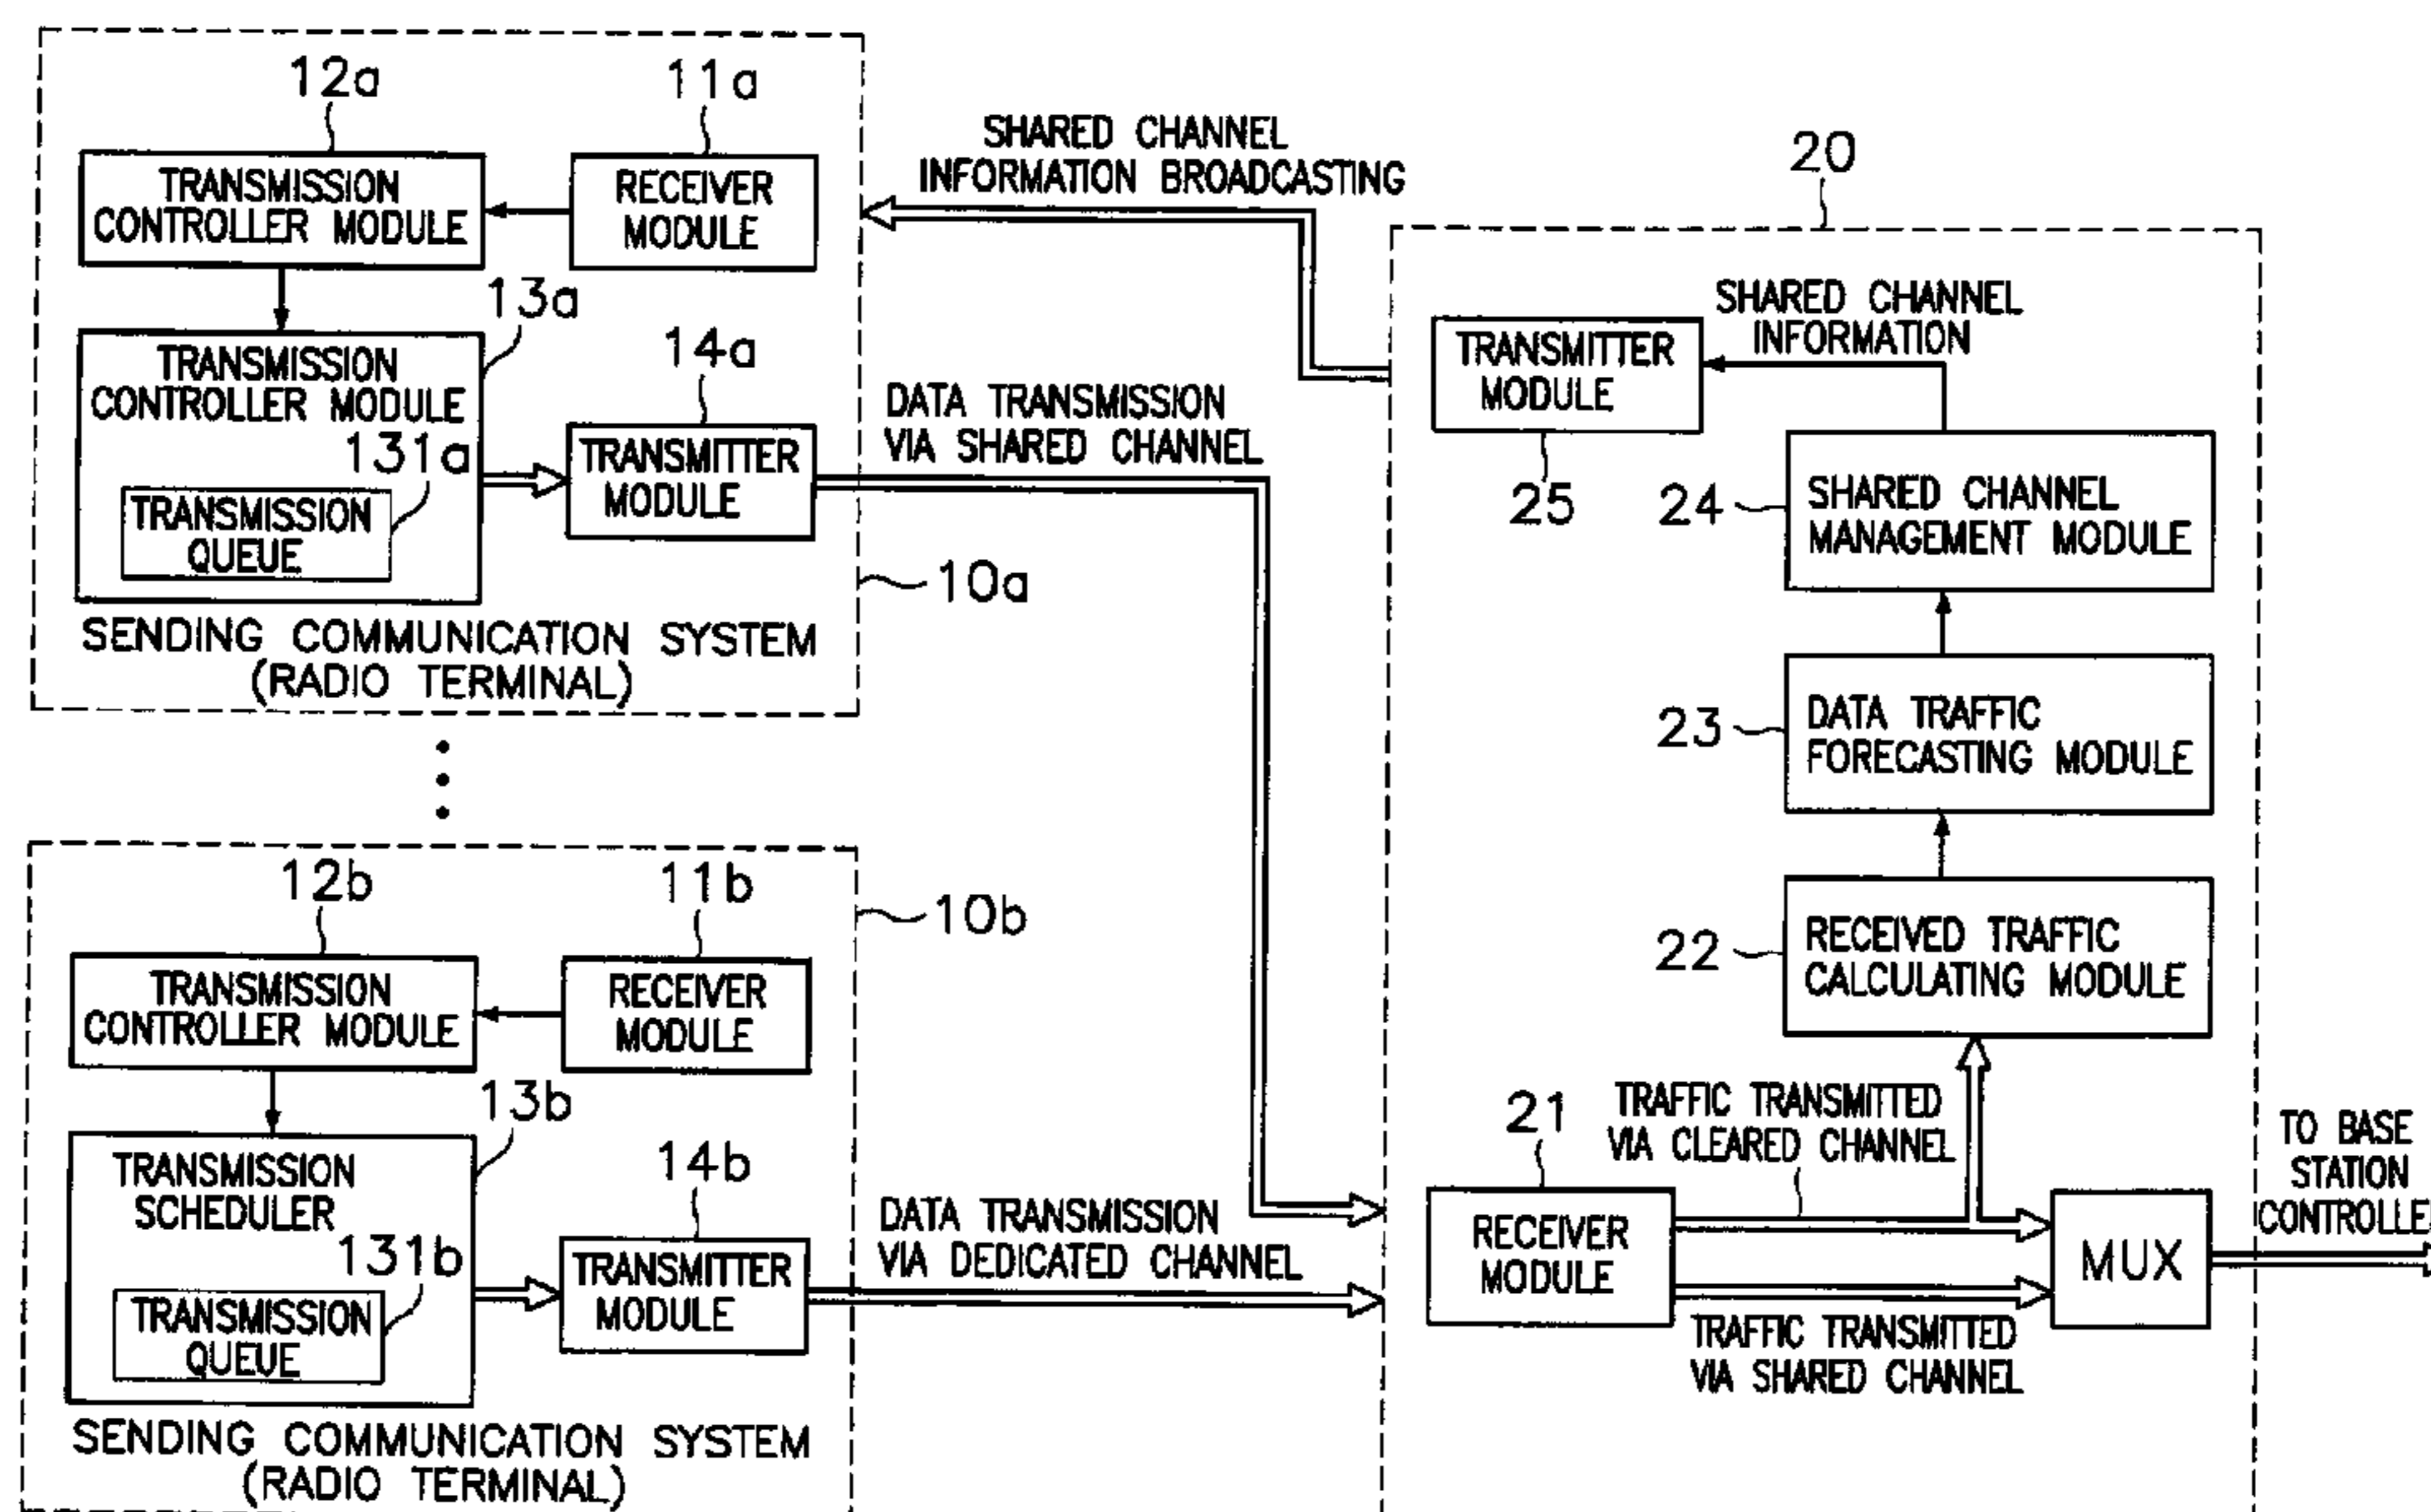 12a
11a
TRANSMISSION
CONTROLLER MODULE
RECEIVER
MODULE
13a
TRANSMISSION
CONTROLLER MODULE
14a
131a
TRANSMISSION
QUEUE
TRANSMITTER
MODULE
10a
SENDING COMMUNICATION SYSTEM
(RADIO TERMINAL)
SHARED CHANNEL
INFORMATION BROADCASTING
DATA TRANSMISSION
VIA SHARED CHANNEL
12b
11b
10b
TRANSMISSION
CONTROLLER MODULE
RECEIVER
MODULE
13b
TRANSMISSION
SCHEDULER
14b
131b
TRANSMISSION
QUEUE
TRANSMITTER
MODULE
SENDING COMMUNICATION SYSTEM
(RADIO TERMINAL)
DATA TRANSMISSION
VIA DEDICATED CHANNEL
20
SHARED CHANNEL
INFORMATION
TRANSMITTER
MODULE
25
24
SHARED CHANNEL
MANAGEMENT MODULE
23
DATA TRAFFIC
FORECASTING MODULE
22
RECEIVED TRAFFIC
CALCULATING MODULE
21
TRAFFIC TRANSMITTED
VIA CLEARED CHANNEL
RECEIVER
MODULE
MUX
TRAFFIC TRANSMITTED
VIA SHARED CHANNEL
TO BASE
STATION
CONTROLLER